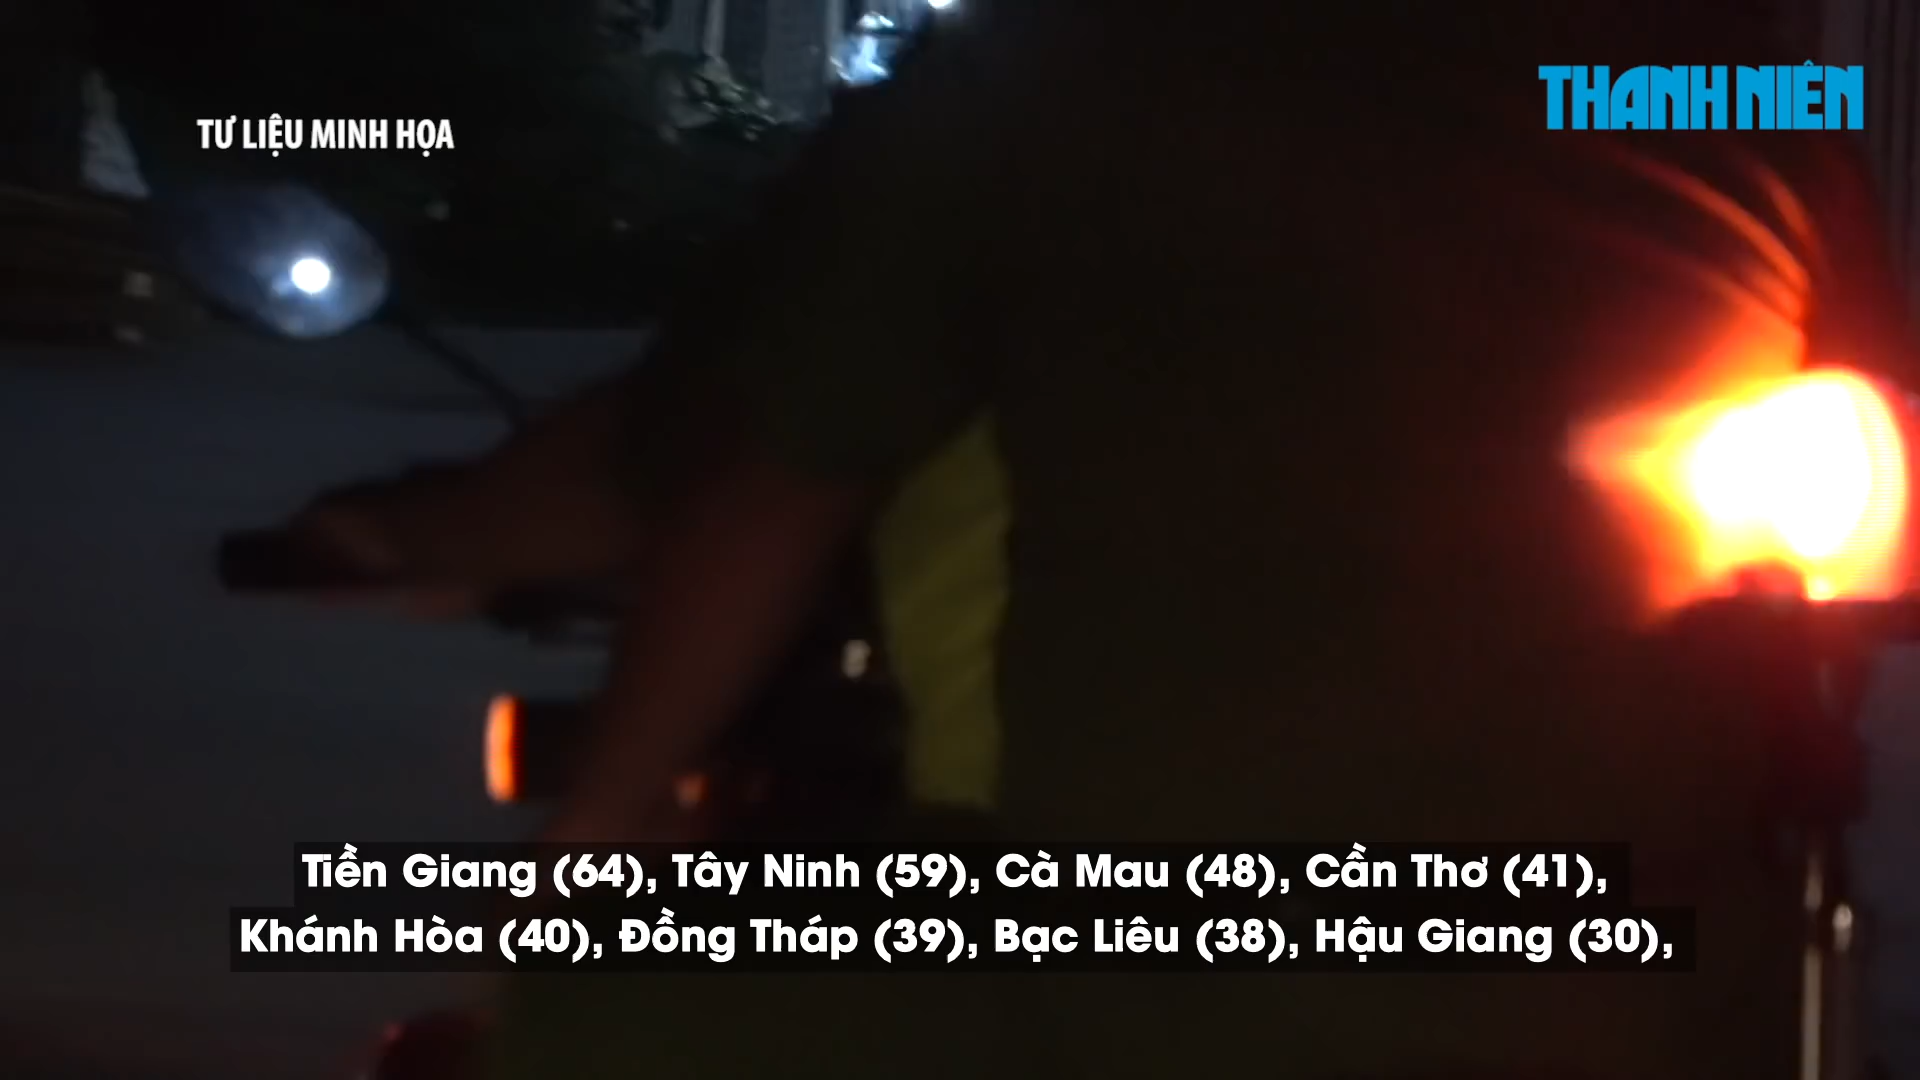 THANH NIÊN
TƯ LIỆU MINH HỌA
Tiền Giang (64), Tây Ninh (59), Cà Mau (48), Cần Thơ (41),
Khánh Hòa (40), Đồng Tháp (39), Bạc Liêu (38), Hậu Giang (30),